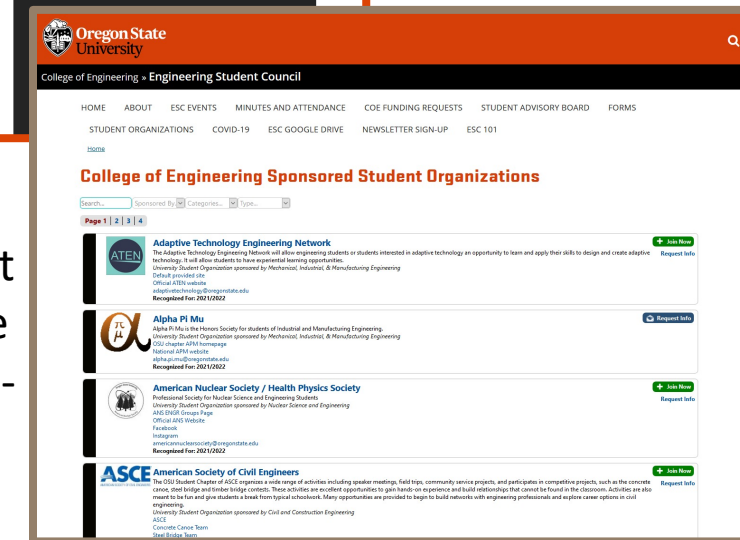 Oregon State
University
College of Engineering » Engineering Student Council
HOME ABOUT ESC EVENTS MINUTES AND ATTENDANCE COE FUNDING REQUESTS STUDENT ADVISORY BOARD FORMS
STUDENT ORGANIZATIONS COVID-19 ESC GOOGLE DRIVE NEWSLETTER SIGN-UP ESC 101
Home
College of Engineering Sponsored Student Organizations
Search... Sponsored By.. Categories... Type...
Page 1 | 2 | 3 | 4
t
e
-
ATEN
Adaptive Technology Engineering Network
+ Join Now
The Adaptive Technology Engineering Network will allow engineering students or students interested in adaptive technology an opportunity to learn and apply their skills to design and create adaptive
Request Info
technology. It will allow students to have experiential learning opportunities.
University Student Organization sponsored by Mechanical, Industrial, & Manufacturing Engineering
Default provided site
Official ATEN website
adaptivetechnology@oregonstate.edu
Recognized For: 2021/2022
π
μ
Alpha Pi Mu
Request Info
Alpha Pi Mu is the Honors Society for students of Industrial and Manufacturing Engineering.
University Student Organization sponsored by Mechanical, Industrial, & Manufacturing Engineering
OSU chapter APM homepage
National APM website
alpha.pi.mu@oregonstate.edu
Recognized For: 2021/2022
American Nuclear Society / Health Physics Society
+ Join Now
Professional Society for Nuclear Science and Engineering Students
Request Info
University Student Organization sponsored by Nuclear Science and Engineering
ANS ENGR Groups Page
Official ANS Website
Facebook
Instagram
americannuclearsociety@oregonstate.edu
Recognized For: 2021/2022
ASCE
American Society of Civil Engineers
+ Join Now
The OSU Student Chapter of ASCE organizes a wide range of activities including speaker meetings, field trips, community service projects, and participates in competitive projects, such as the concrete
Request Info
canoe, steel bridge and timber bridge contests. These activities are excellent opportunities to gain hands-on experience and build relationships that cannot be found in the classroom. Activities are also
meant to be fun and give students a break from typical schoolwork. Many opportunities are provided to begin to build networks with engineering professionals and explore career options in civil
engineering.
University Student Organization sponsored by Civil and Construction Engineering
ASCE
Concrete Canoe Team
Steel Bridge Team